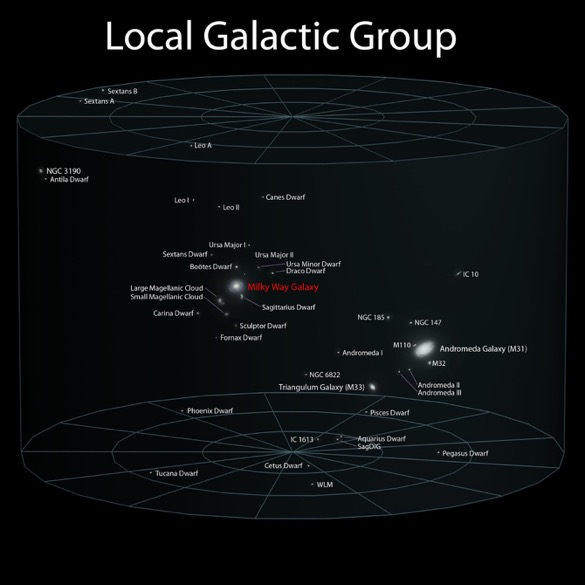 Local Galactic Group
Sextans B
Sextans A
Leo A
NGC 3190
Antila Dwarf
Leo I
Canes Dwarf
Leo II
Ursa Major I
Sextans Dwarf
Ursa Major II
Boötes Dwarf
Ursa Minor Dwarf
Draco Dwarf
IC 10
Milky Way Galaxy
Large Magellanic Cloud
Small Magellanic Cloud
Sagittarius Dwarf
Carina Dwarf
NGC 185
NGC 147
Sculptor Dwarf
Fornax Dwarf
M110
Andromeda Galaxy (M31)
Andromeda I
M32
NGC 6822
Triangulum Galaxy (M33)
Andromeda II
Andromeda III
Phoenix Dwarf
Pisces Dwarf
IC 1613
Aquarius Dwarf
SagDIG
Pegasus Dwarf
Cetus Dwarf
Tucana Dwarf
WLM